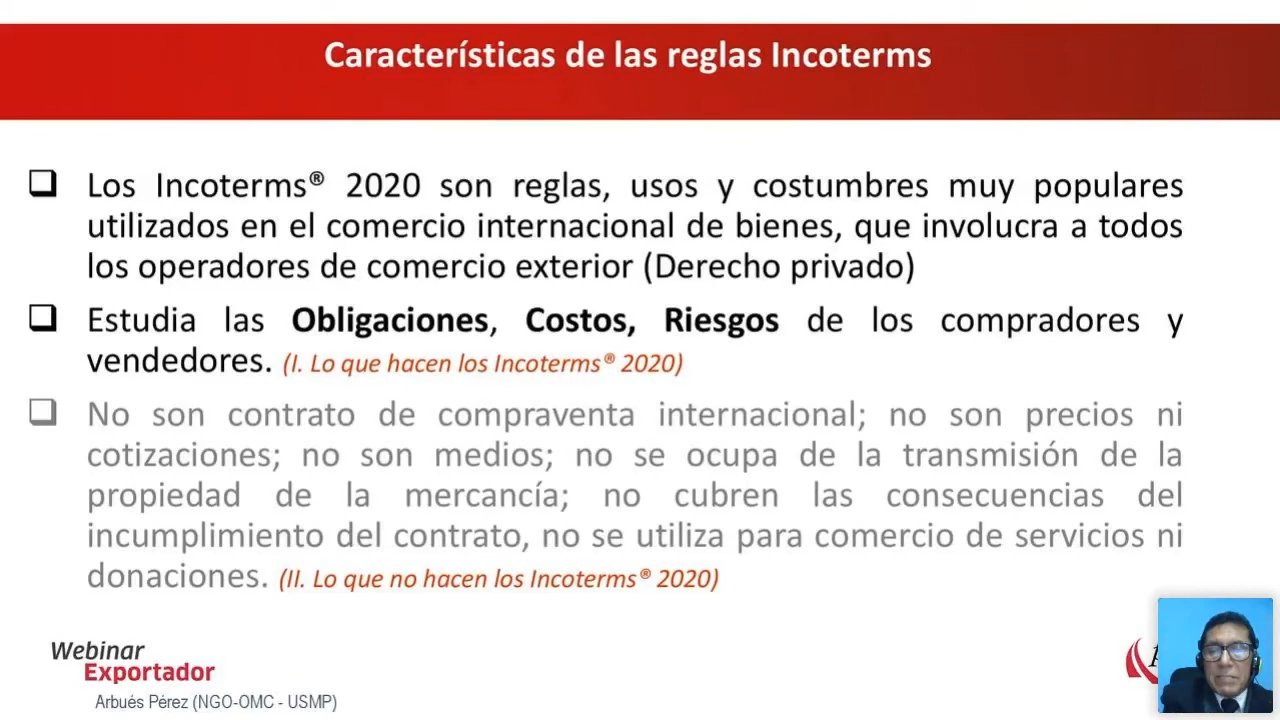 Características de las reglas Incoterms
Los Incoterms® 2020 son reglas, usos y costumbres muy populares
utilizados en el comercio internacional de bienes, que involucra a todos
los operadores de comercio exterior (Derecho privado)
Estudia las Obligaciones, Costos, Riesgos de los compradores y
vendedores. (I. Lo que hacen los Incoterms® 2020)
No son contrato de compraventa internacional; no son precios ni
cotizaciones; no son medios; no se ocupa de la transmisión de la
propiedad de la mercancía; no cubren las consecuencias del
incumplimiento del contrato, no se utiliza para comercio de servicios ni
donaciones. (II. Lo que no hacen los Incoterms® 2020)
Webinar
Exportador
Arbués Pérez (NGO-OMC - USMP)